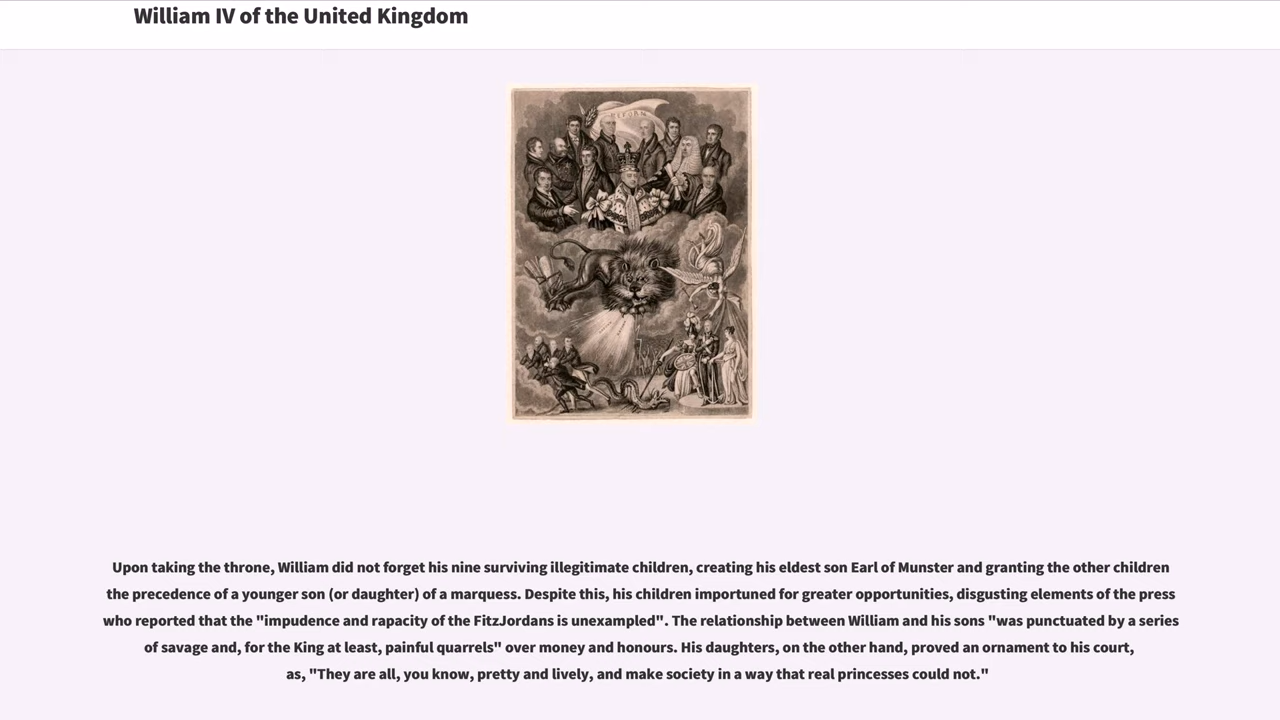 William IV of the United Kingdom
Upon taking the throne, William did not forget his nine surviving illegitimate children, creating his eldest son Earl of Munster and granting the other children
the precedence of a younger son (or daughter) of a marquess. Despite this, his children importuned for greater opportunities, disgusting elements of the press
who reported that the "impudence and rapacity of the FitzJordans is unexampled". The relationship between William and his sons "was punctuated by a series
of savage and, for the King at least, painful quarrels" over money and honours. His daughters, on the other hand, proved an ornament to his court,
as, "They are all, you know, pretty and lively, and make society in a way that real princesses could not."